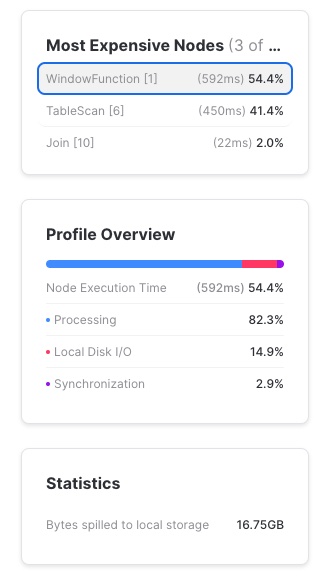 Most Expensive Nodes (3 of ...
WindowFunction [1] (592ms) 54.4%
TableScan [6] (450ms) 41.4%
Join [10] (22ms) 2.0%
Profile Overview
Node Execution Time (592ms) 54.4%
Processing 82.3%
Local Disk I/O 14.9%
Synchronization 2.9%
Statistics
Bytes spilled to local storage 16.75GB